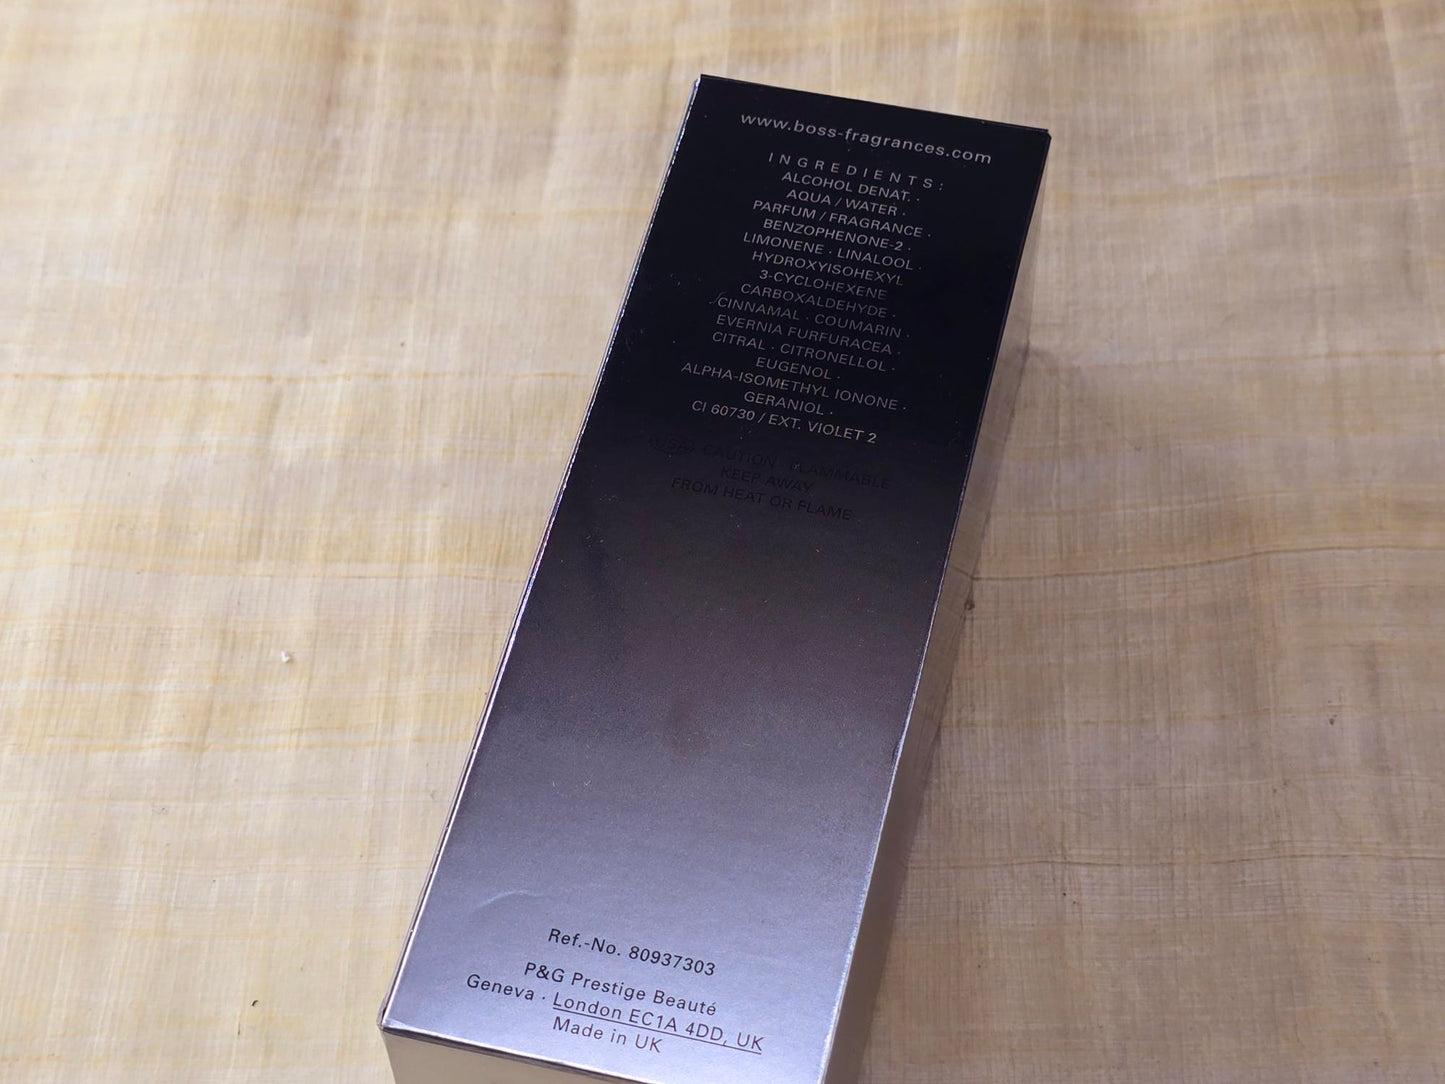 www.boss-fragrances.com
INGREDIENTS:
ALCOHOL DENAT. ·
AQUA / WATER ·
PARFUM / FRAGRANCE ·
BENZOPHENONE-2 ·
LIMONENE · LINALOOL ·
HYDROXYISOHEXYL
3-CYCLOHEXENE
CARBOXALDEHYDE ·
CINNAMAL · COUMARIN ·
EVERNIA FURFURACEA ·
CITRAL · CITRONELLOL ·
EUGENOL ·
ALPHA-ISOMETHYL IONONE ·
GERANIOL ·
CI 60730 / EXT. VIOLET 2
CAUTION · FLAMMABLE
KEEP AWAY
FROM HEAT OR FLAME
Ref.-No. 80937303
P&G Prestige Beauté
Geneva · London EC1A 4DD, UK
Made in UK